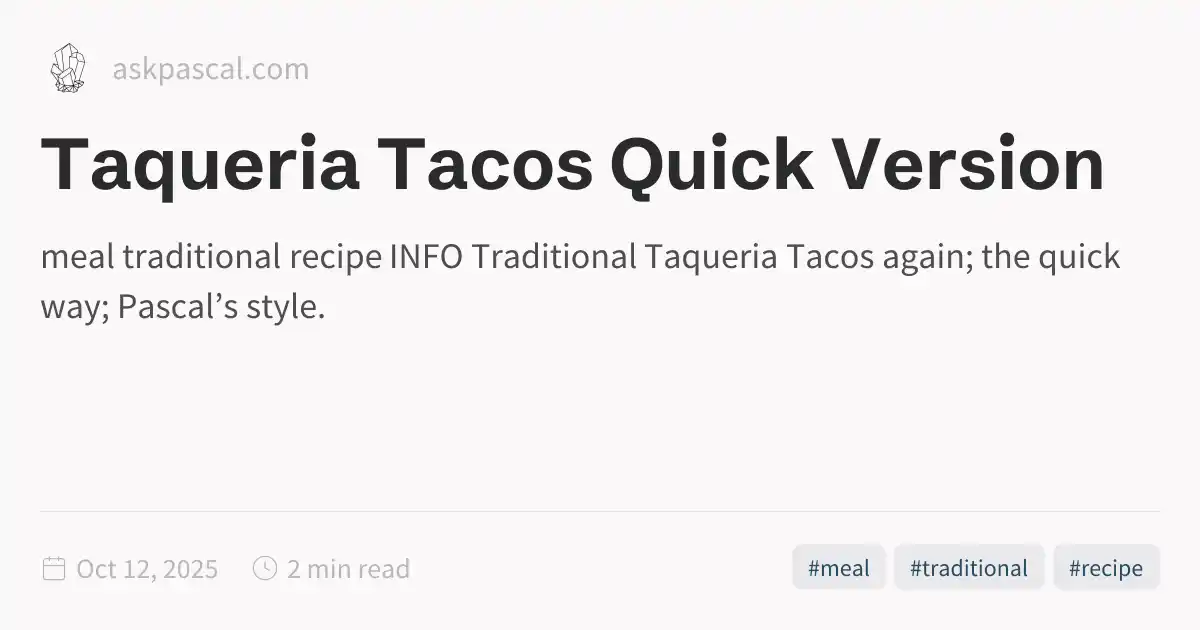 askpascal.com
Taqueria Tacos Quick Version
meal traditional recipe INFO Traditional Taqueria Tacos again; the quick
way; Pascal’s style.
Oct 12, 2025 2 min read #meal #traditional #recipe